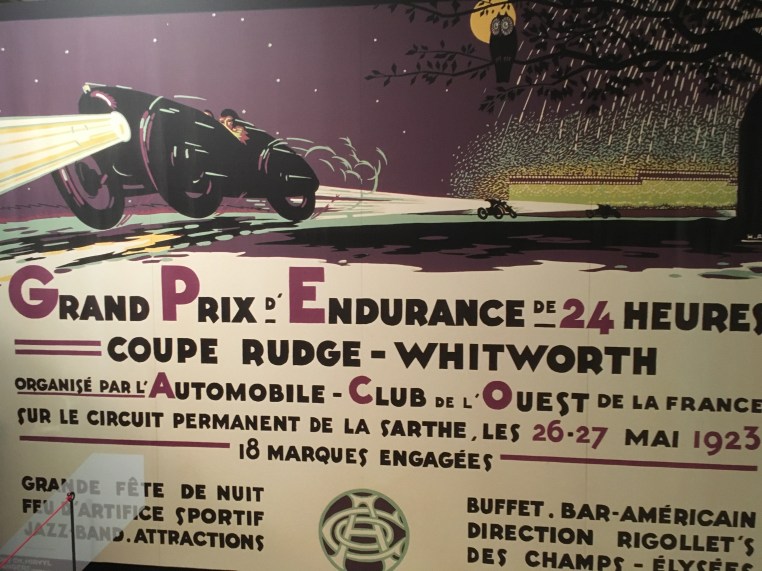 GRAND PRIX D' ENDURANCE DE 24 HEURES
COUPE RUDGE-WHITWORTH
ORGANISÉ PAR L'AUTOMOBILE-CLUB DE L'OUEST DE LA FRANCE
SUR LE CIRCUIT PERMANENT DE LA SARTHE, LES 26-27 MAI 1923
18 MARQUES ENGAGÉES
GRANDE FÊTE DE NUIT
FEU D'ARTIFICE SPORTIF
JAZZ-BAND. ATTRACTIONS
BUFFET. BAR-AMÉRICAIN
DIRECTION RIGOLLET'S
DES CHAMPS-ÉLYSÉES